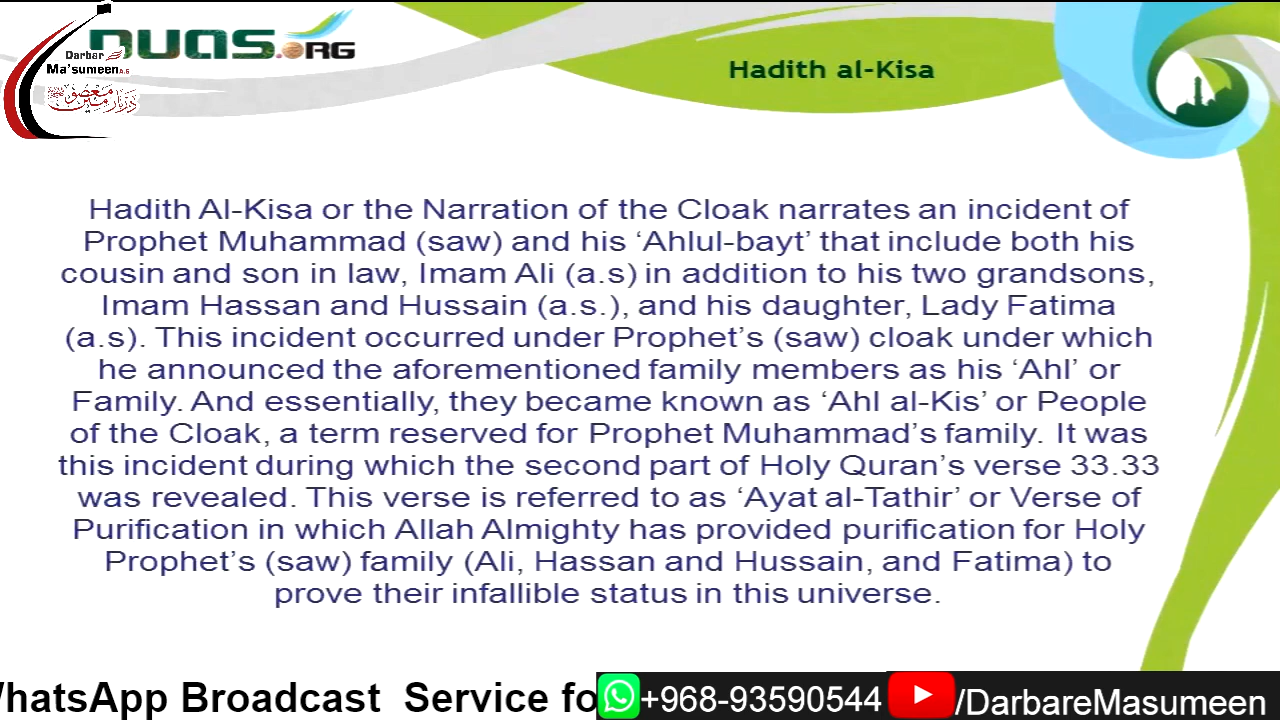 DUAS.ORG
Darbar
Ma'sumeen A.S
دربار معصومین
Hadith al-Kisa
Hadith Al-Kisa or the Narration of the Cloak narrates an incident of
Prophet Muhammad (saw) and his ‘Ahlul-bayt’ that include both his
cousin and son in law, Imam Ali (a.s) in addition to his two grandsons,
Imam Hassan and Hussain (a.s.), and his daughter, Lady Fatima
(a.s). This incident occurred under Prophet’s (saw) cloak under which
he announced the aforementioned family members as his ‘Ahl’ or
Family. And essentially, they became known as ‘Ahl al-Kis’ or People
of the Cloak, a term reserved for Prophet Muhammad’s family. It was
this incident during which the second part of Holy Quran’s verse 33.33
was revealed. This verse is referred to as ‘Ayat al-Tathir’ or Verse of
Purification in which Allah Almighty has provided purification for Holy
Prophet’s (saw) family (Ali, Hassan and Hussain, and Fatima) to
prove their infallible status in this universe.
WhatsApp Broadcast Service fo +968-93590544 /DarbareMasumeen